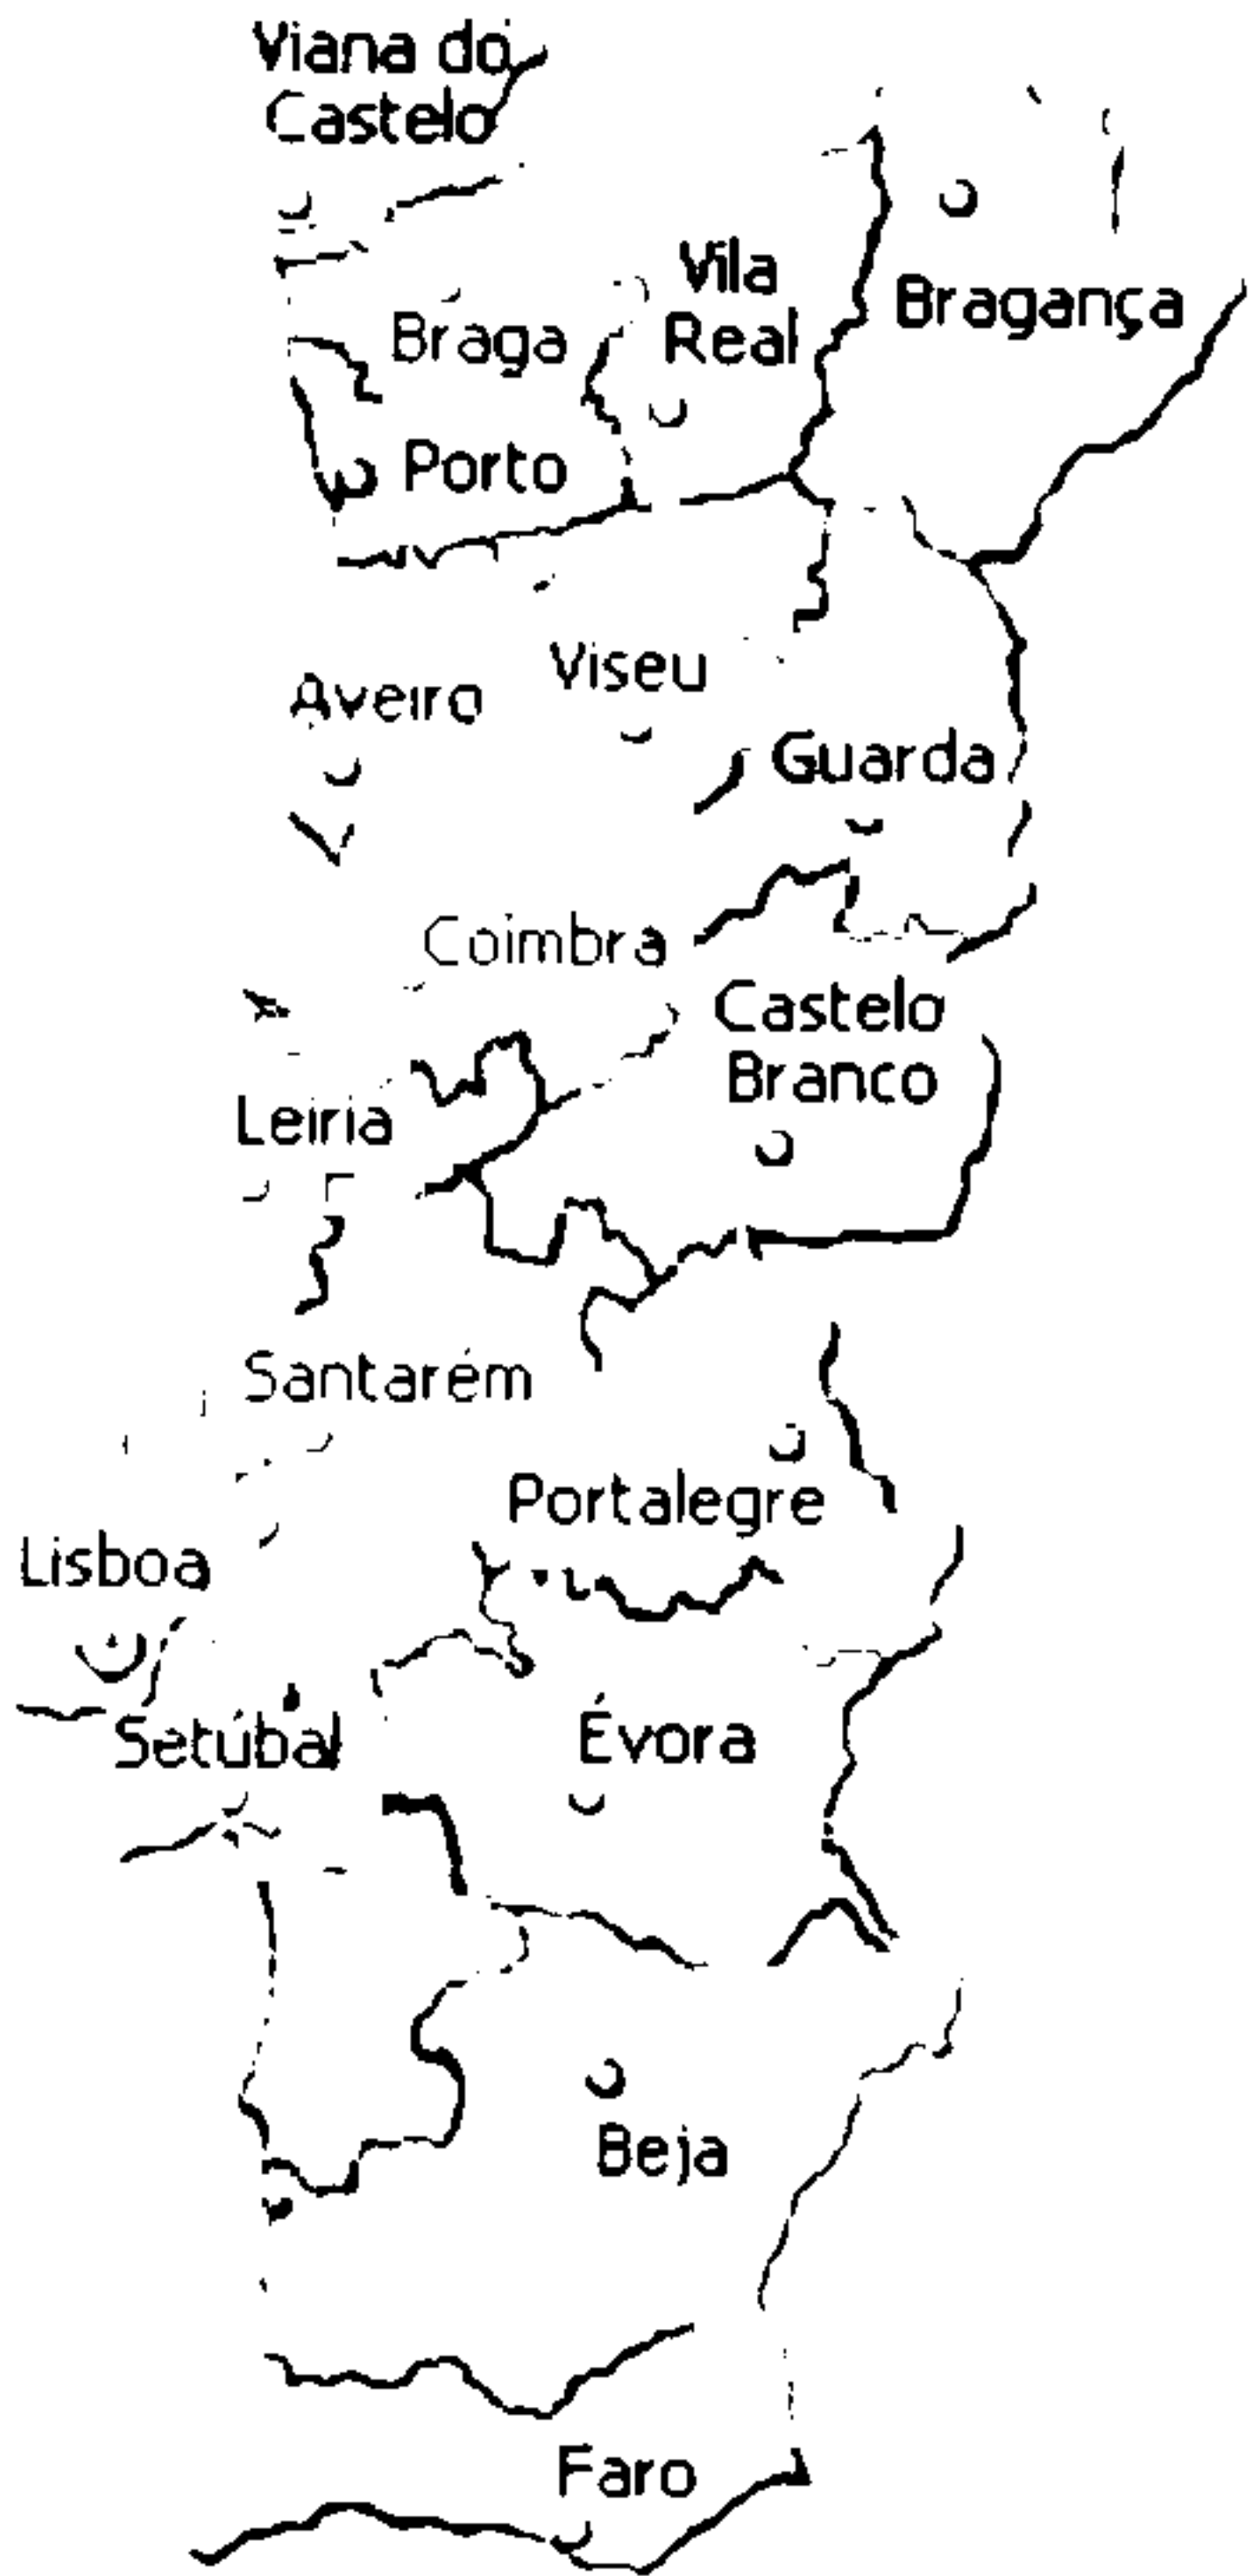 Viana do
Castelo
Vila
Real
Bragança
Braga
Porto
Viseu
Aveiro
Guarda
Coimbra
Castelo
Branco
Leiria
Santarém
Portalegre
Lisboa
Setúbal
Évora
Beja
Faro